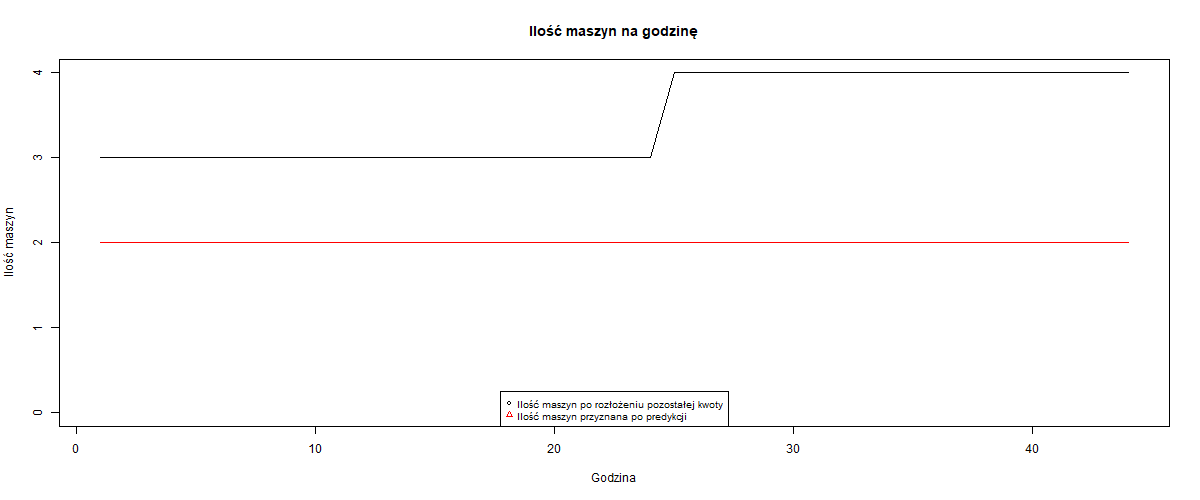 Ilość maszyn na godzinę
Ilość maszyn
4
3
2
1
0
Ilość maszyn po rozłożeniu pozostałej kwoty
Ilość maszyn przyznana po predykcji
0 10 20 30 40
Godzina